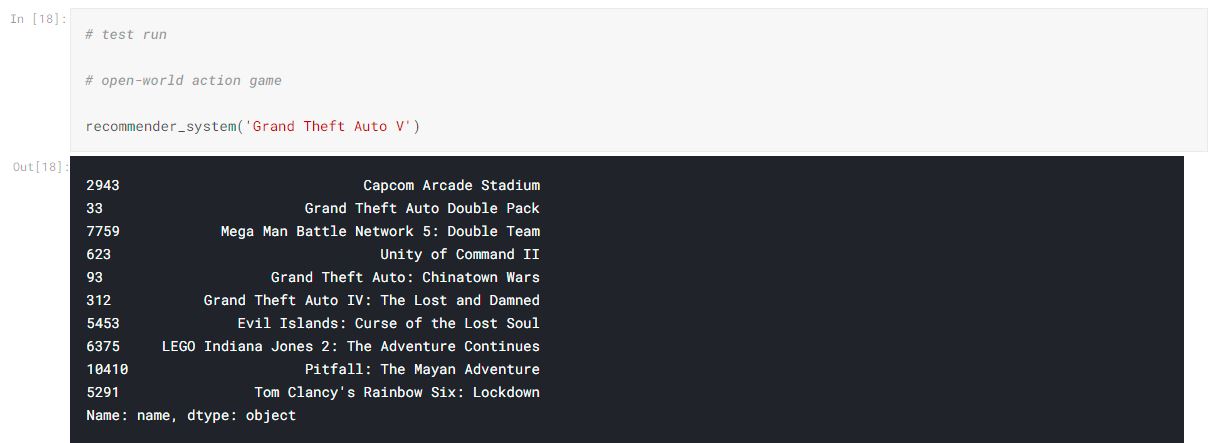 In [18]:
# test run
# open-world action game
recommender_system('Grand Theft Auto V')
Out[18]:
2943 Capcom Arcade Stadium
33 Grand Theft Auto Double Pack
7759 Mega Man Battle Network 5: Double Team
623 Unity of Command II
93 Grand Theft Auto: Chinatown Wars
312 Grand Theft Auto IV: The Lost and Damned
5453 Evil Islands: Curse of the Lost Soul
6375 LEGO Indiana Jones 2: The Adventure Continues
10410 Pitfall: The Mayan Adventure
5291 Tom Clancy's Rainbow Six: Lockdown
Name: name, dtype: object